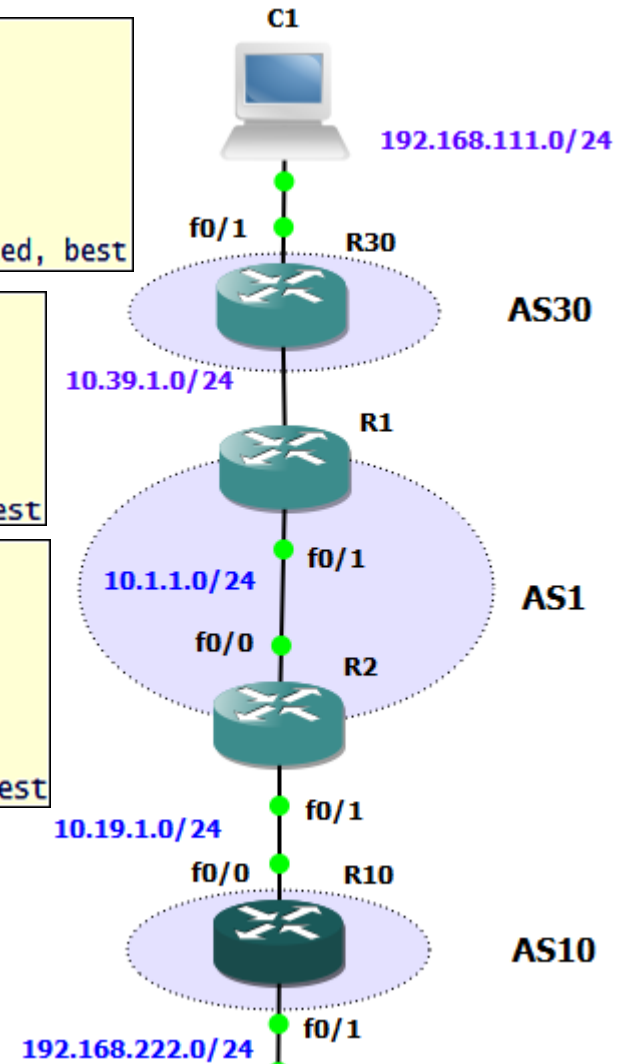 C1
192.168.111.0/24
ed, best
f0/1
R30
AS30
10.39.1.0/24
R1
est
f0/1
10.1.1.0/24
AS1
f0/0
R2
est
f0/1
10.19.1.0/24
f0/0
R10
AS10
f0/1
192.168.222.0/24